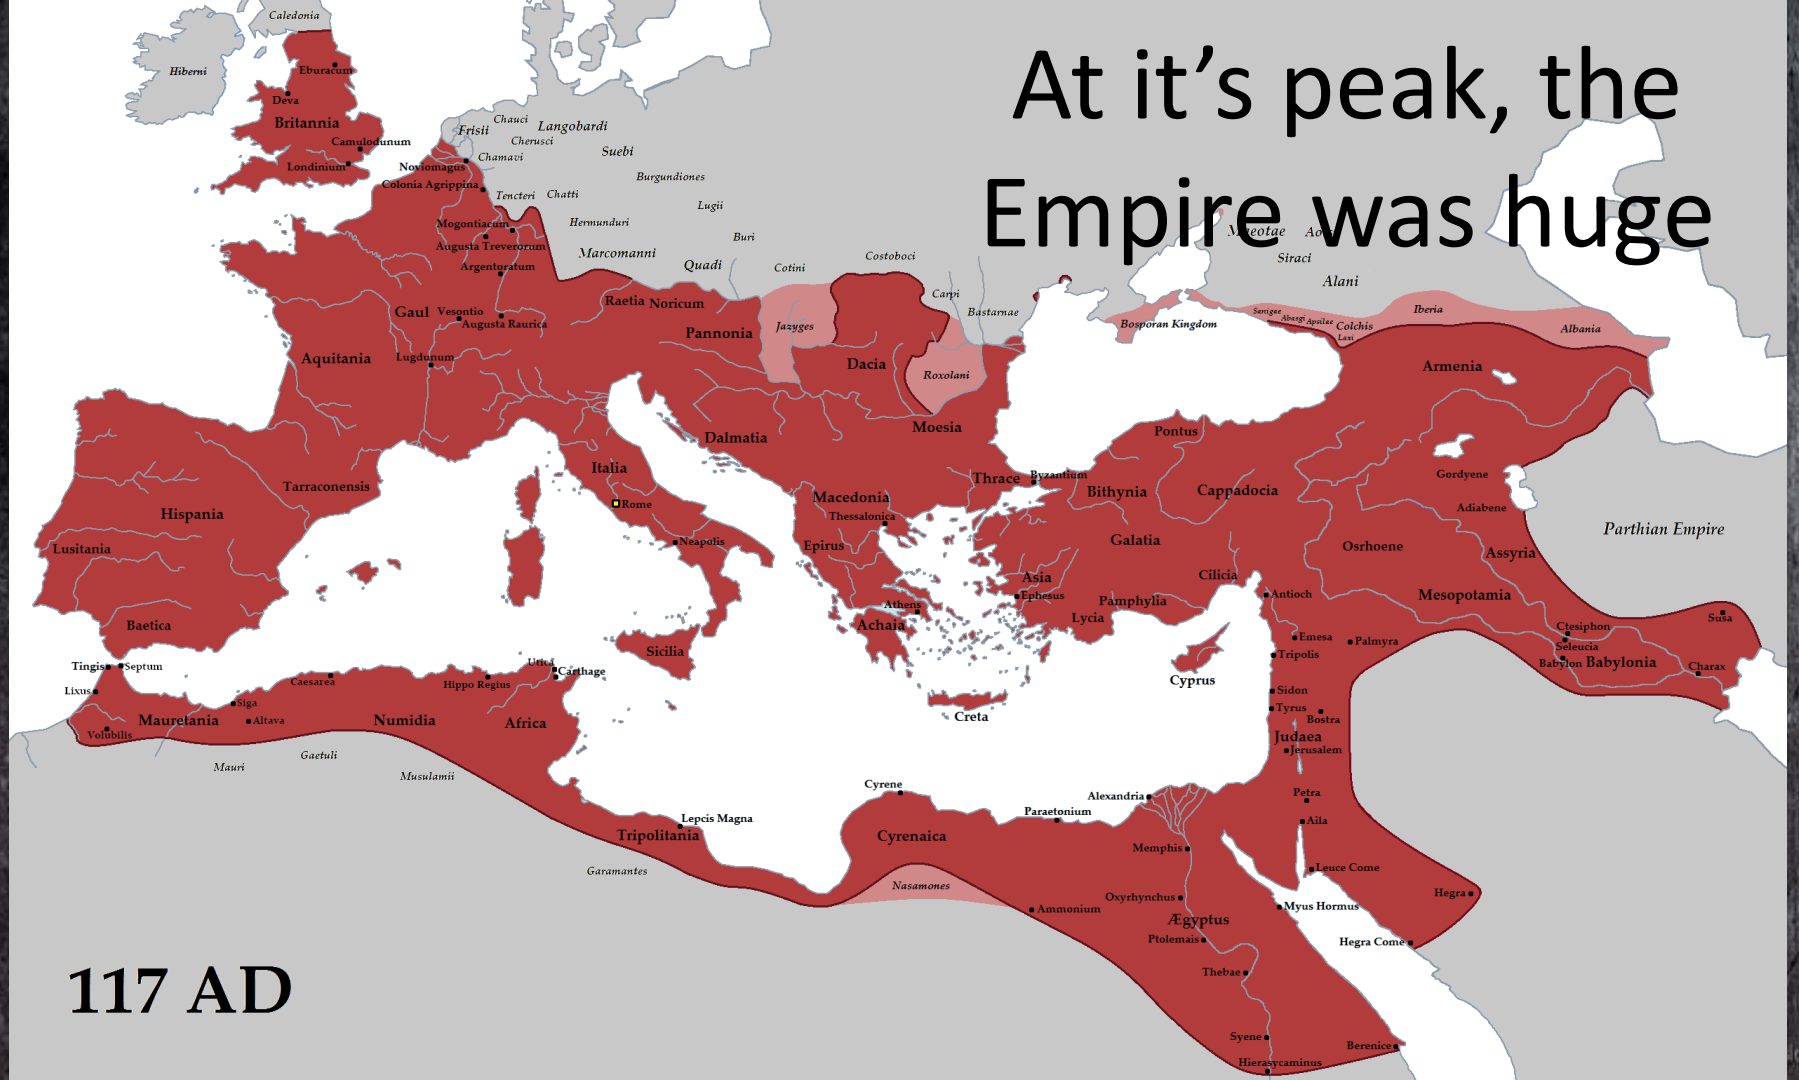 At it’s peak, the
Empire was huge
Caledonia
Hiberni
Eburacum
Deva
Britannia
Camulodunum
Londinium
Chauci
Frisii
Langobardi
Cherusci
Chamavi
Suebi
Noviomagus
Colonia Agrippina
Burgundiones
Tencteri
Chatti
Lugii
Mogontiacum
Hermunduri
Augusta Treverorum
Buri
Marcomanni
Argentoratum
Quadi
Cotini
Costoboci
Maeotae
Siraci
Alani
Carpi
Bastarnae
Raetia
Noricum
Gaul
Vesontio
Augusta Raurica
Pannonia
Jazyges
Bosporan Kingdom
Sanigae
Abasgi
Apsilae
Colchis
Lazi
Iberia
Albania
Aquitania
Lugdunum
Dacia
Roxolani
Armenia
Dalmatia
Moesia
Pontus
Italia
Rome
Thrace
Byzantium
Gordyene
Tarraconensis
Macedonia
Bithynia
Cappadocia
Hispania
Thessalonica
Adiabene
Neapolis
Epirus
Galatia
Osrhoene
Assyria
Parthian Empire
Lusitania
Asia
Cilicia
Ephesus
Antioch
Mesopotamia
Athens
Pamphylia
Lycia
Achaia
Susa
Baetica
Sicilia
Emesa
Palmyra
Ctesiphon
Seleucia
Tripolis
Babylon
Babylonia
Charax
Tingis
Septum
Utica
Carthage
Cyprus
Lixus
Caesarea
Hippo Regius
Sidon
Siga
Tyrus
Mauretania
Altava
Numidia
Africa
Creta
Bostra
Volubilis
Judaea
Jerusalem
Mauri
Gaetuli
Musulamii
Cyrene
Alexandria
Petra
Paraetonium
Lepcis Magna
Aila
Tripolitania
Cyrenaica
Memphis
Garamantes
Leuce Come
Nasamones
Hegra
Oxyrhynchus
Ammonium
Myus Hormus
Ægyptus
Ptolemais
Hegra Come
Thebae
117 AD
Syene
Berenice
Hierasycaminus